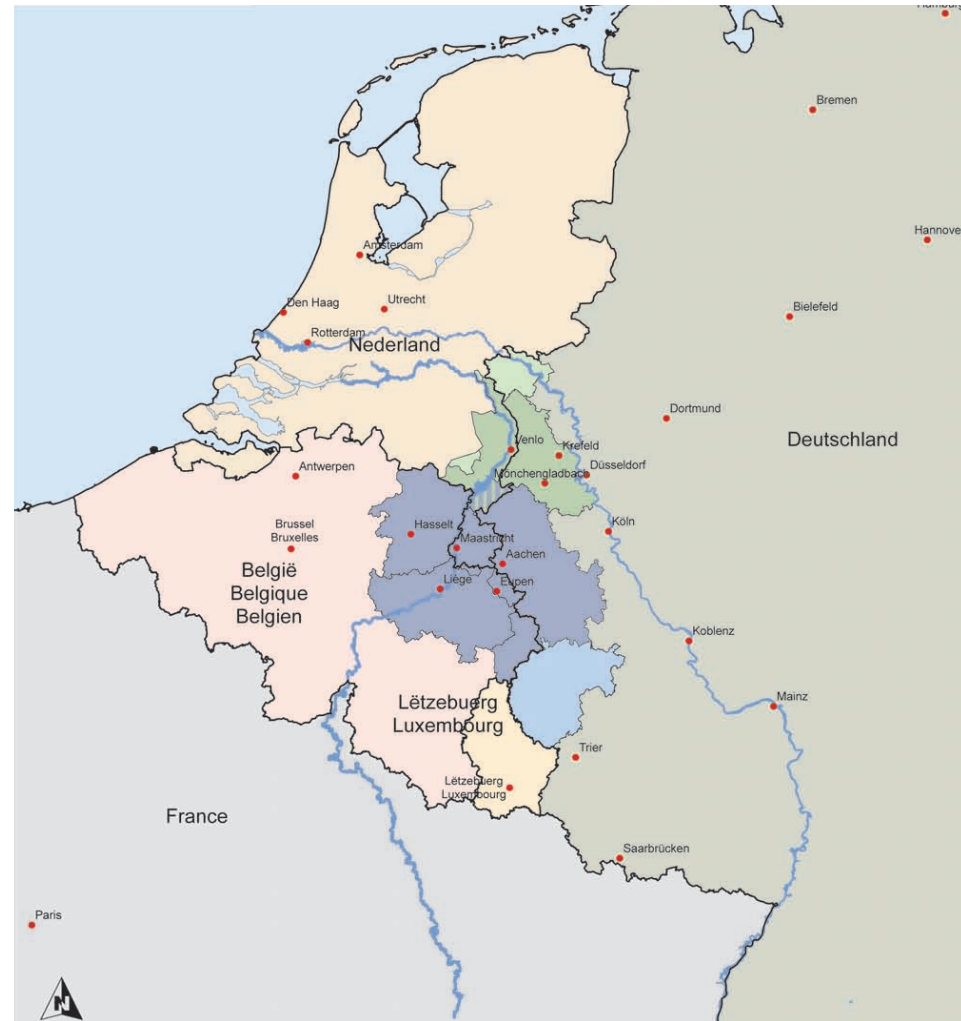 Bremen
Hannove
Amsterdam
Den Haag
Utrecht
Bielefeld
Rotterdam
Nederland
Dortmund
Deutschland
Venlo
Krefeld
Antwerpen
Mönchengladbach
Düsseldorf
Hasselt
Brussel
Bruxelles
Maastricht
Köln
Aachen
België
Belgique
Belgien
Liège
Eupen
Koblenz
Lëtzebuerg
Luxembourg
Mainz
Trier
Lëtzebuerg
Luxembourg
France
Saarbrücken
Paris
N